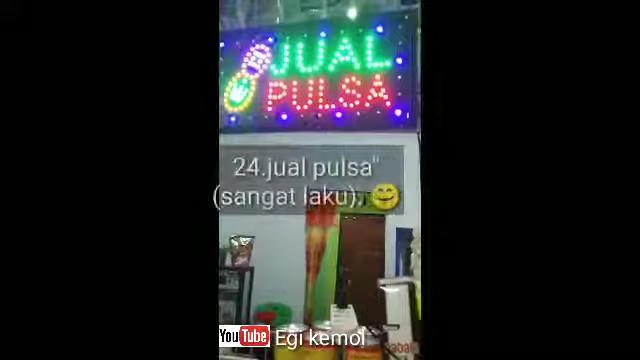 JUAL
PULSA
24.jual pulsa"
(sangat laku). 😄
YouTube Egi kemol